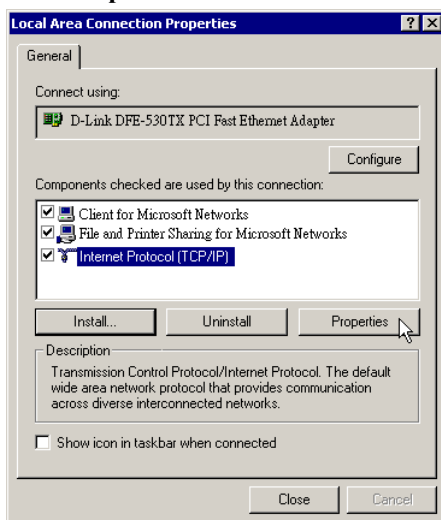 Local Area Connection Properties
General
Connect using:
D-Link DFE-530TX PCI Fast Ethernet Adapter
Configure
Components checked are used by this connection:
Client for Microsoft Networks
File and Printer Sharing for Microsoft Networks
Internet Protocol (TCP/IP)
Install... Uninstall Properties
Description
Transmission Control Protocol/Internet Protocol. The default
wide area network protocol that provides communication
across diverse interconnected networks.
Show icon in taskbar when connected
Close Cancel